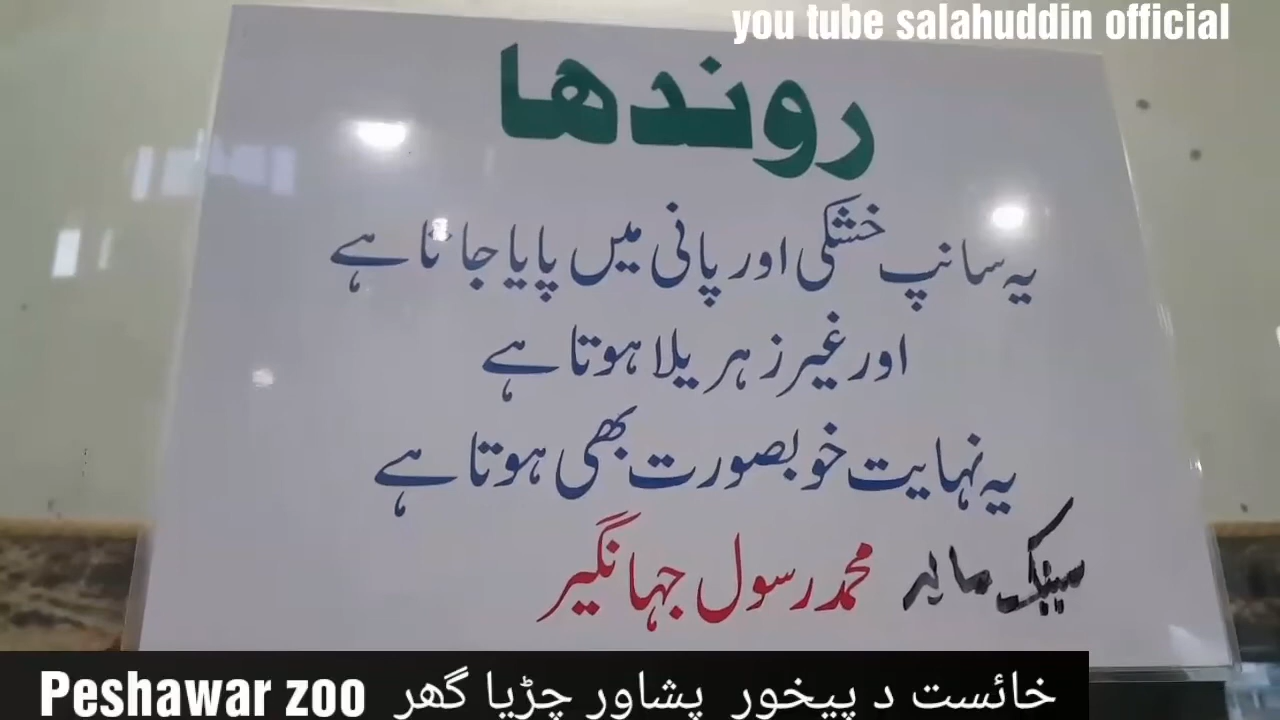 you tube salahuddin official
روندھا
یہ سانپ خشکی اور پانی میں پایا جاتا ہے
اور غیر زہریلا ہوتا ہے
یہ نہایت خوبصورت بھی ہوتا ہے
سینک ماہر محمد رسول جہانگیر
Peshawar zoo خائست د پیخور پشاور چڑیا گھر